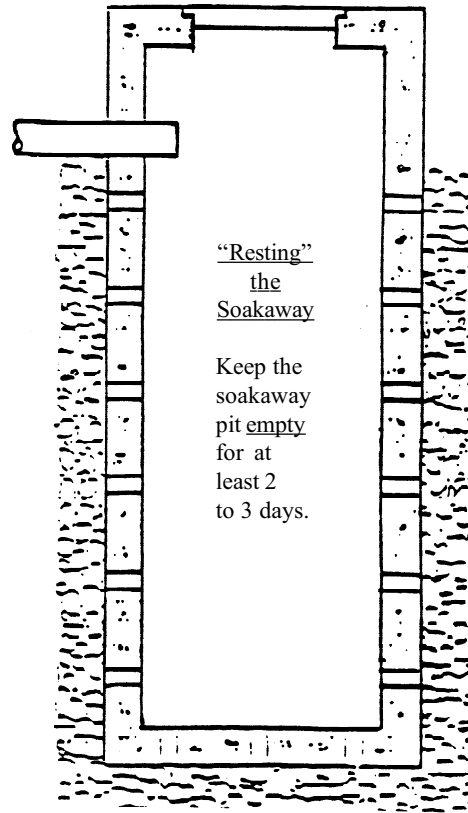 “Resting”
the
Soakaway
Keep the
soakaway
pit empty
for at
least 2
to 3 days.